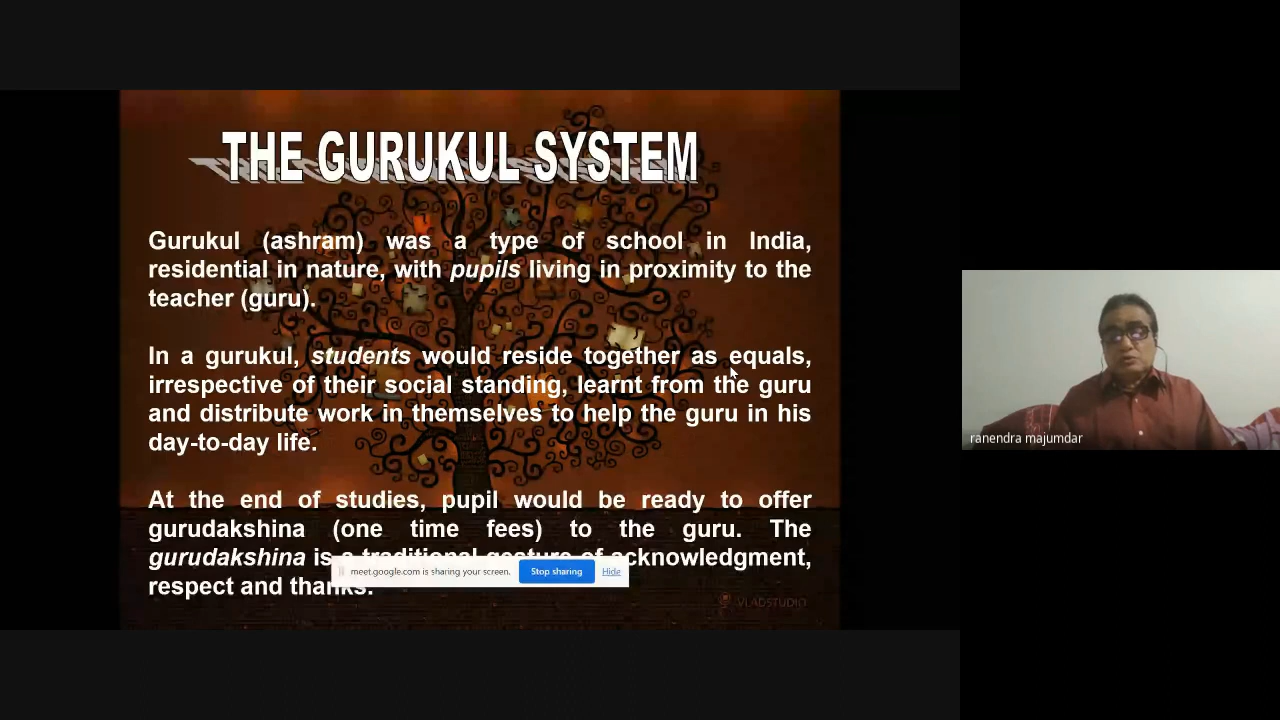 THE GURUKUL SYSTEM
Gurukul (ashram) was a type of school in India,
residential in nature, with pupils living in proximity to the
teacher (guru).
In a gurukul, students would reside together as equals,
irrespective of their social standing, learnt from the guru
and distribute work in themselves to help the guru in his
day-to-day life.
At the end of studies, pupil would be ready to offer
gurudakshina (one time fees) to the guru. The
gurudakshina is a traditional gesture of acknowledgment,
respect and thanks.
meet.google.com is sharing your screen. Stop sharing Hide
VLADSTUDIO
ranendra majumdar